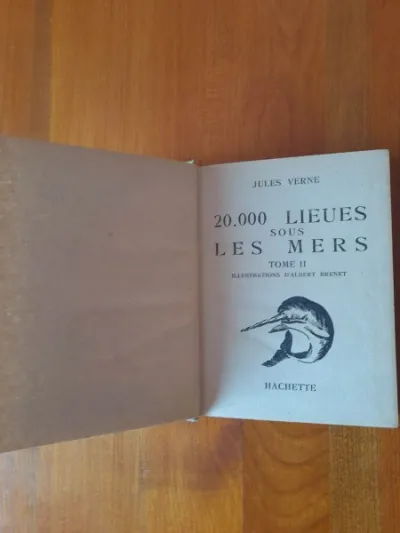 JULES VERNE
20.000 LIEUES
SOUS
LES MERS
TOME II
ILLUSTRATIONS D'ALBERT BRENET
HACHETTE